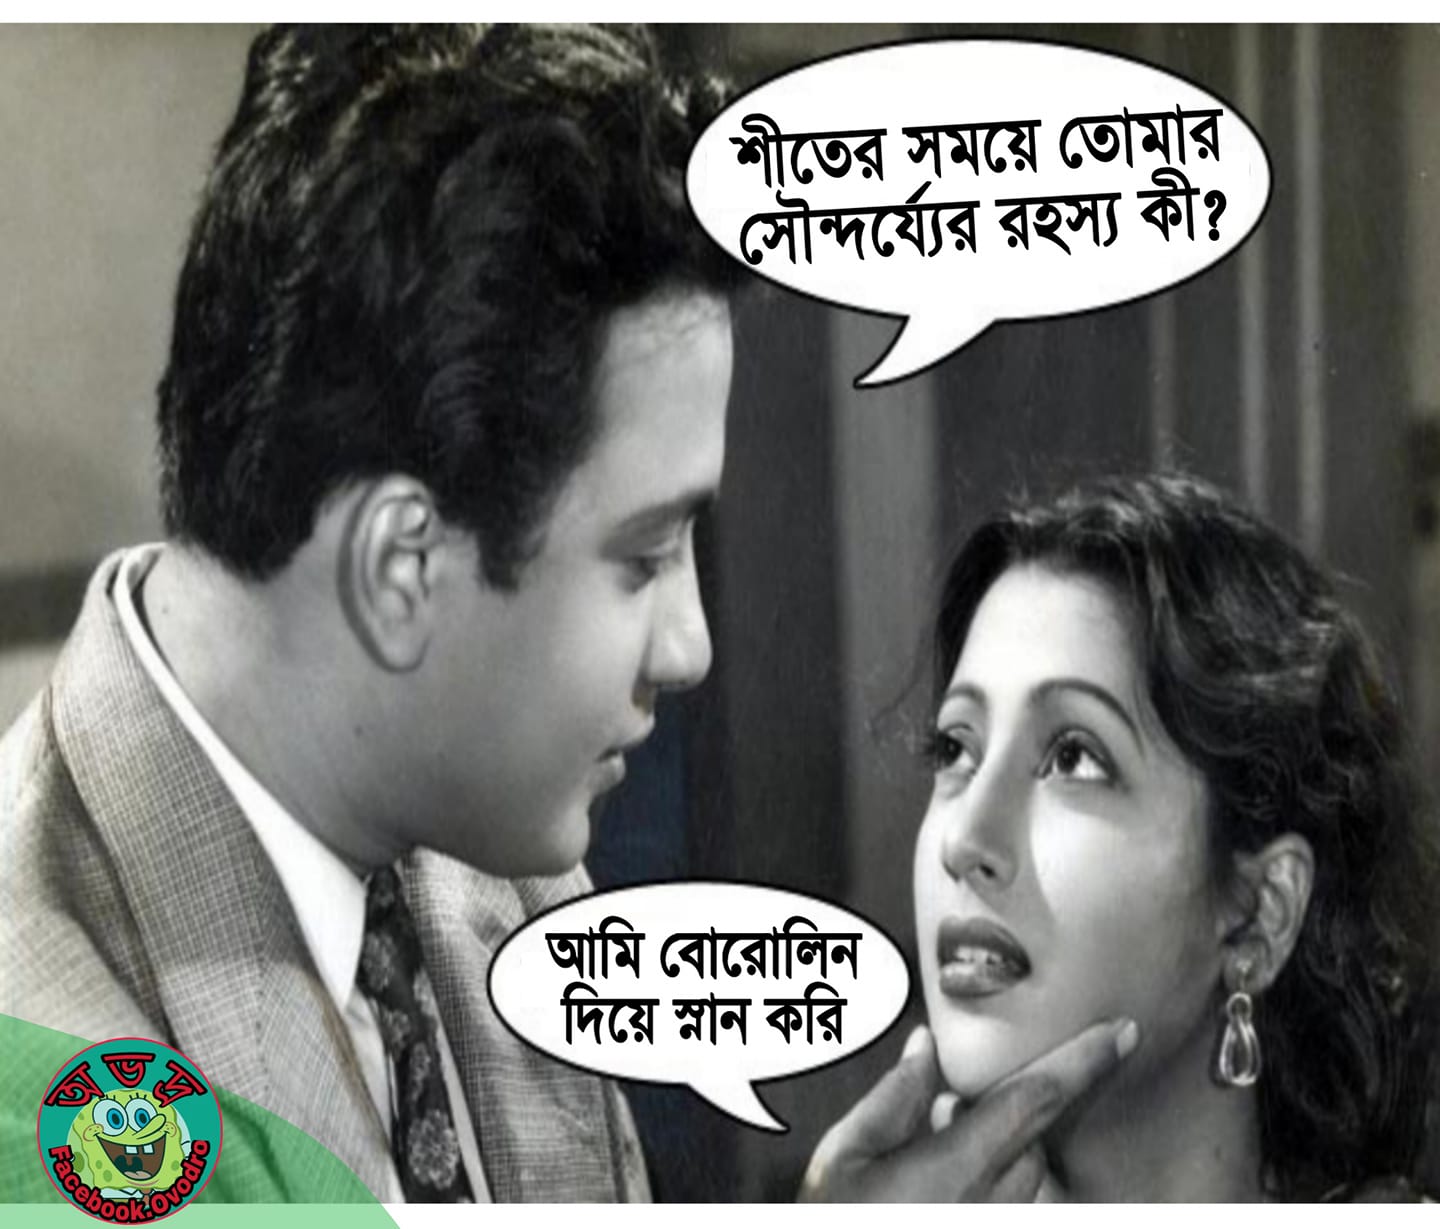 শীতের সময়ে তোমার
সৌন্দর্য্যের রহস্য কী?
আমি বোরোলিন
দিয়ে স্নান করি
অভদ্র
Facebook.Ovodro